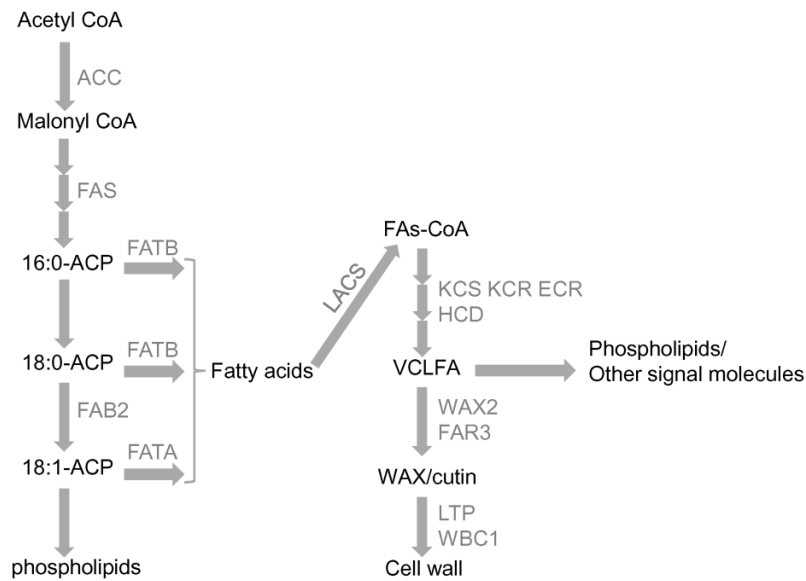 Acetyl CoA
ACC
Malonyl CoA
FAS
16:0-ACP
FATB
18:0-ACP
FATB
FAB2
18:1-ACP
FATA
phospholipids
Fatty acids
LACS
FAs-CoA
KCS KCR ECR
HCD
VCLFA
Phospholipids/
Other signal molecules
WAX2
FAR3
WAX/cutin
LTP
WBC1
Cell wall